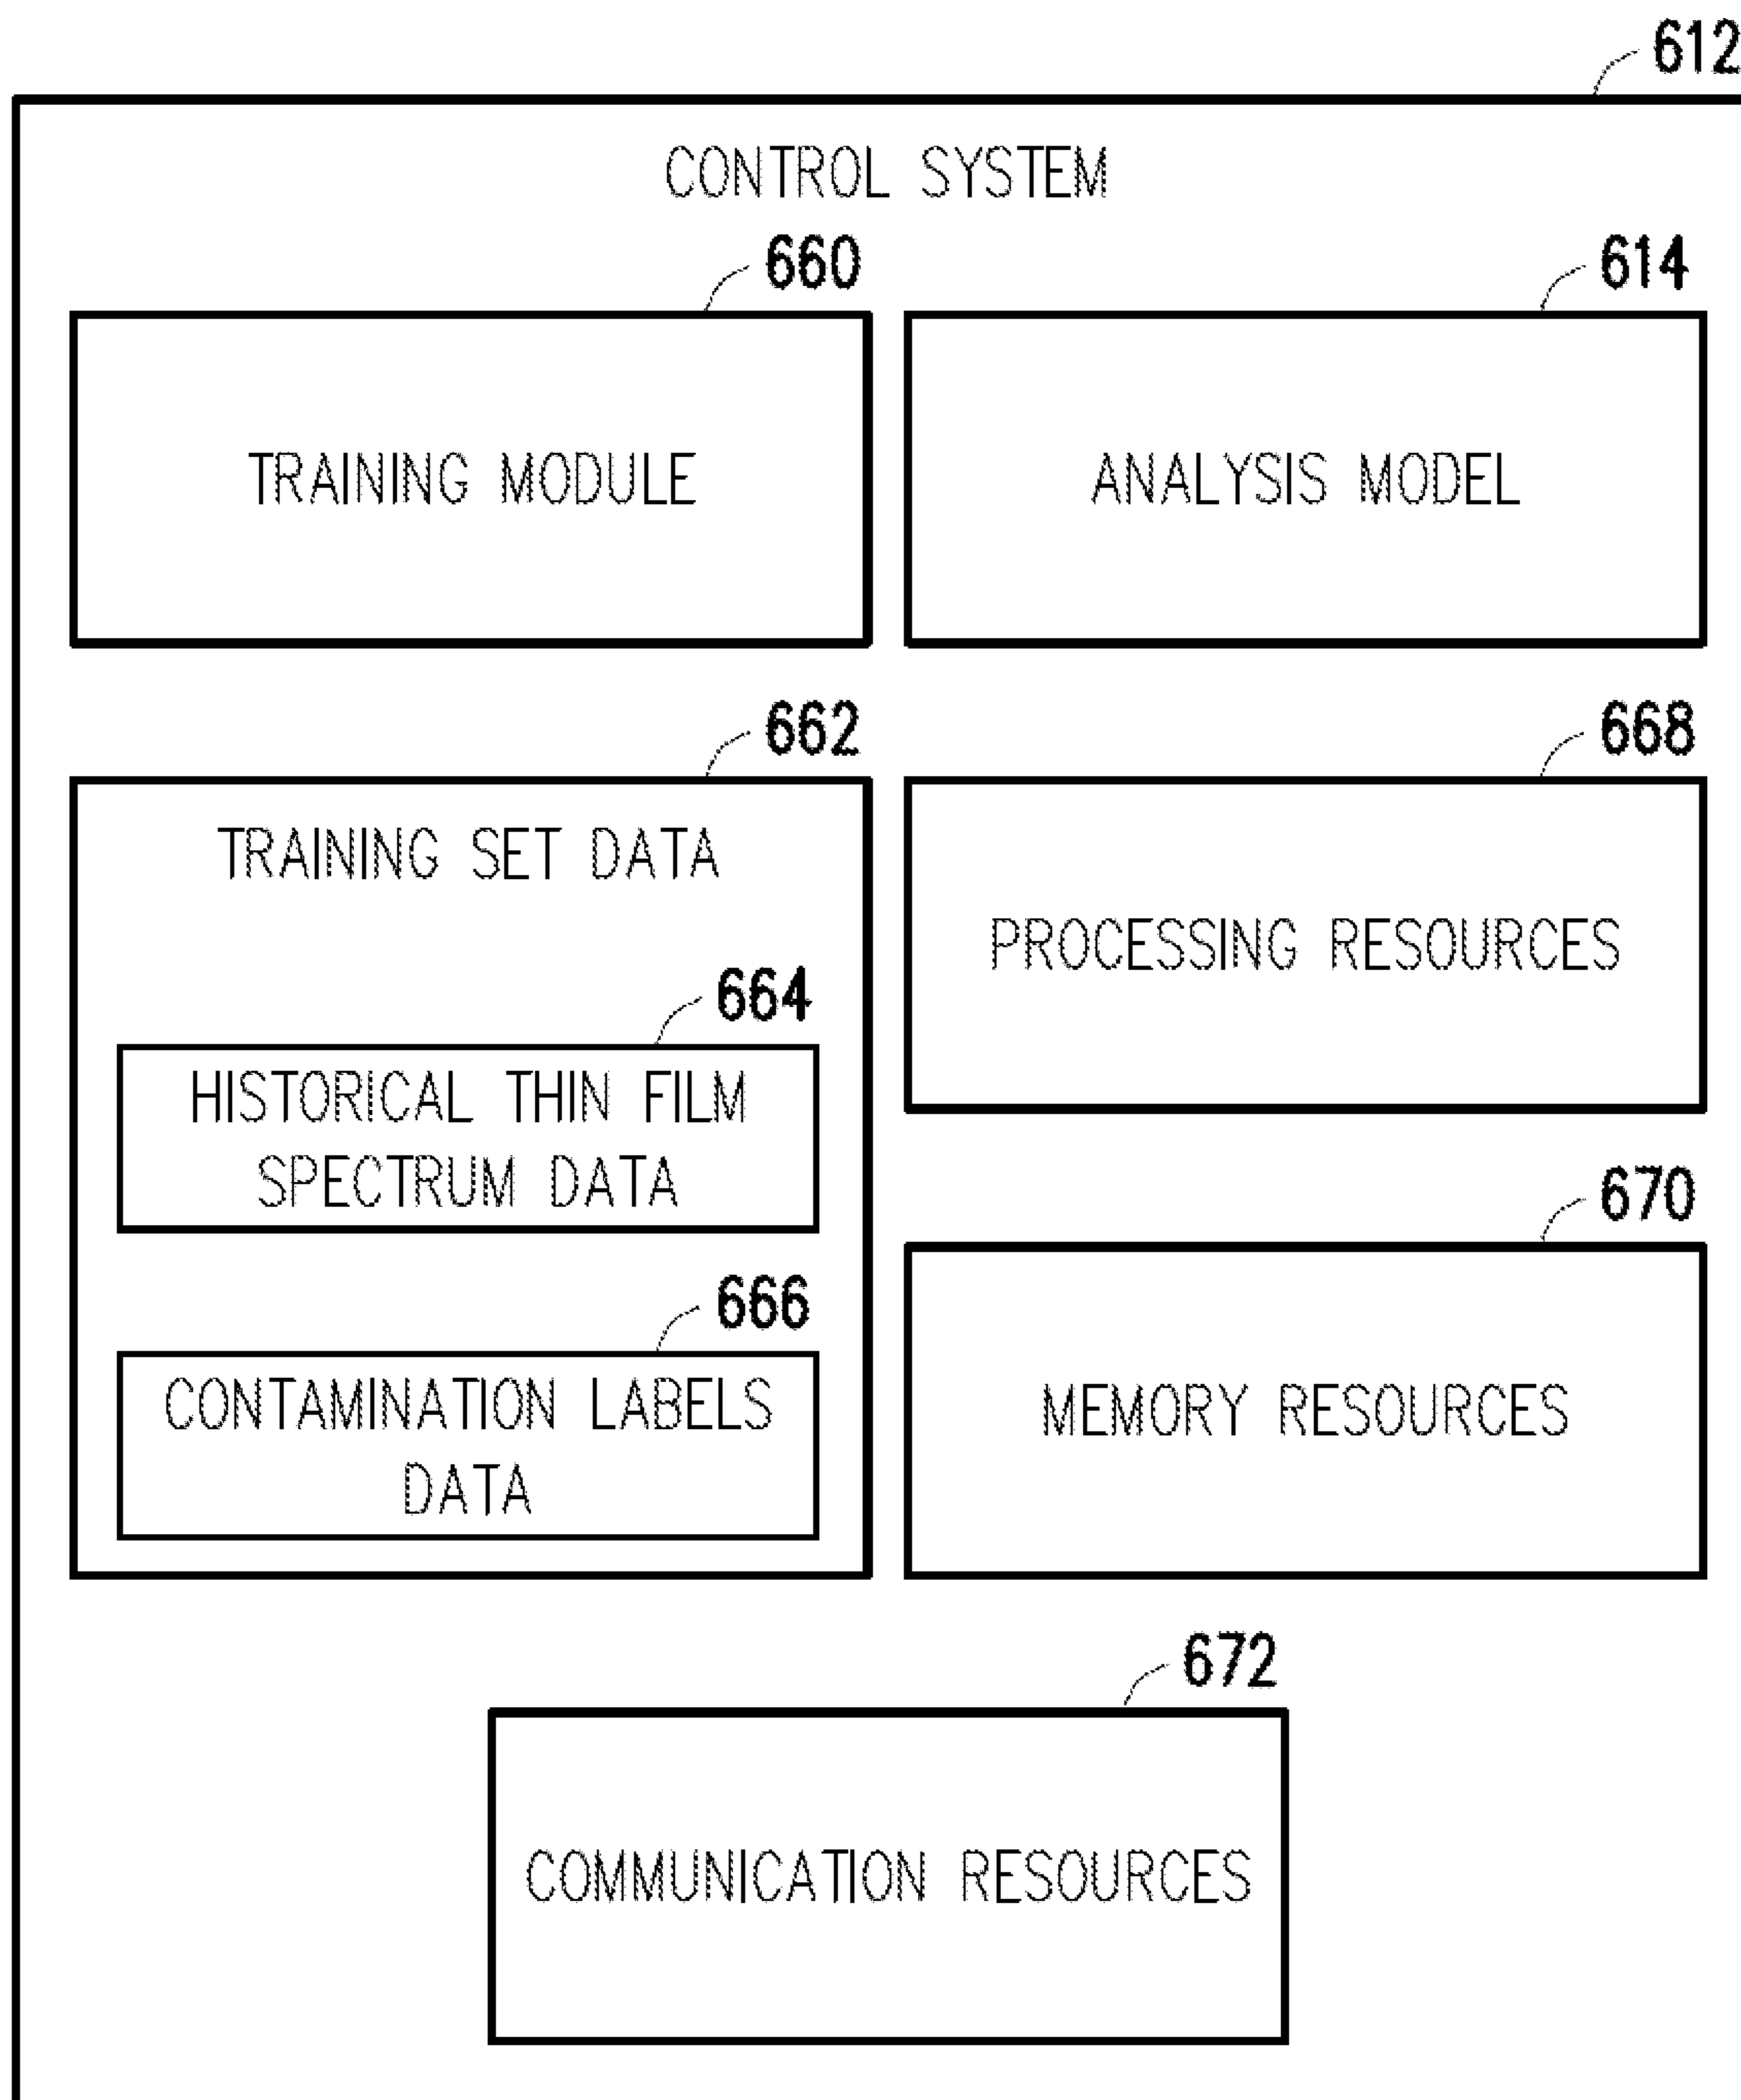 612
CONTROL SYSTEM
660
614
TRAINING MODULE
ANALYSIS MODEL
662
668
TRAINING SET DATA
PROCESSING RESOURCES
664
HISTORICAL THIN FILM
SPECTRUM DATA
670
666
CONTAMINATION LABELS
DATA
MEMORY RESOURCES
672
COMMUNICATION RESOURCES